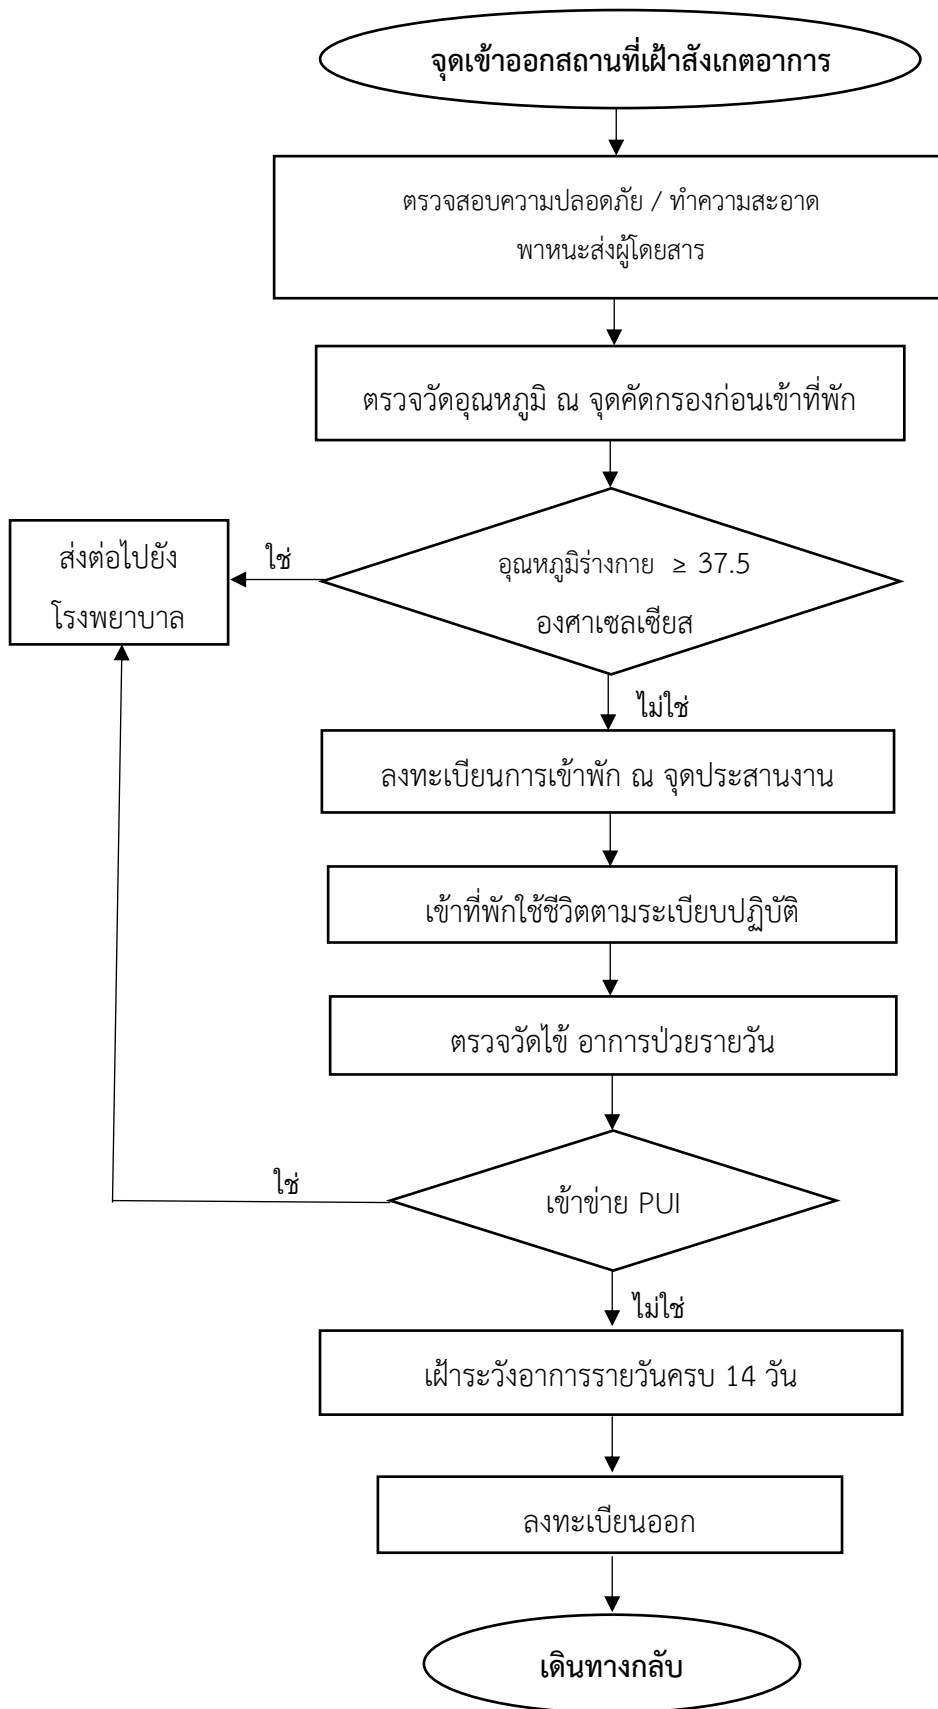 จุดเข้าออกสถานที่เฝ้าสังเกตอาการ
ตรวจสอบความปลอดภัย / ทำความสะอาด
พาหนะส่งผู้โดยสาร
ตรวจวัดอุณหภูมิ ณ จุดคัดกรองก่อนเข้าที่พัก
อุณหภูมิร่างกาย ≥ 37.5
องศาเซลเซียส
ใช่
ส่งต่อไปยัง
โรงพยาบาล
ไม่ใช่
ลงทะเบียนการเข้าพัก ณ จุดประสานงาน
เข้าที่พักใช้ชีวิตตามระเบียบปฏิบัติ
ตรวจวัดไข้ อาการป่วยรายวัน
เข้าข่าย PUI
ใช่
ไม่ใช่
เฝ้าระวังอาการรายวันครบ 14 วัน
ลงทะเบียนออก
เดินทางกลับ